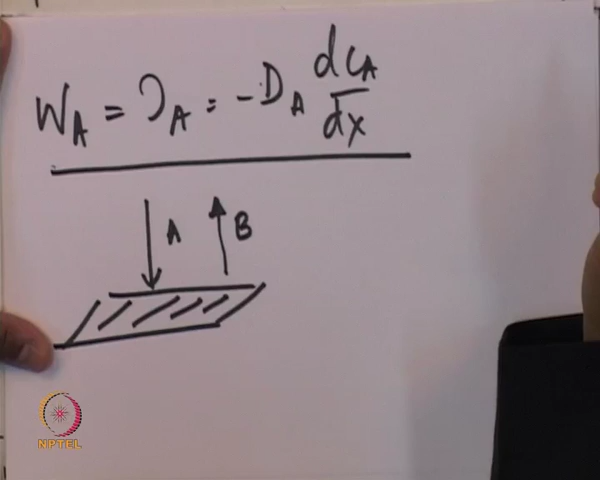 W_A = J_A = -D_A dC_A/dx
A B
NPTEL